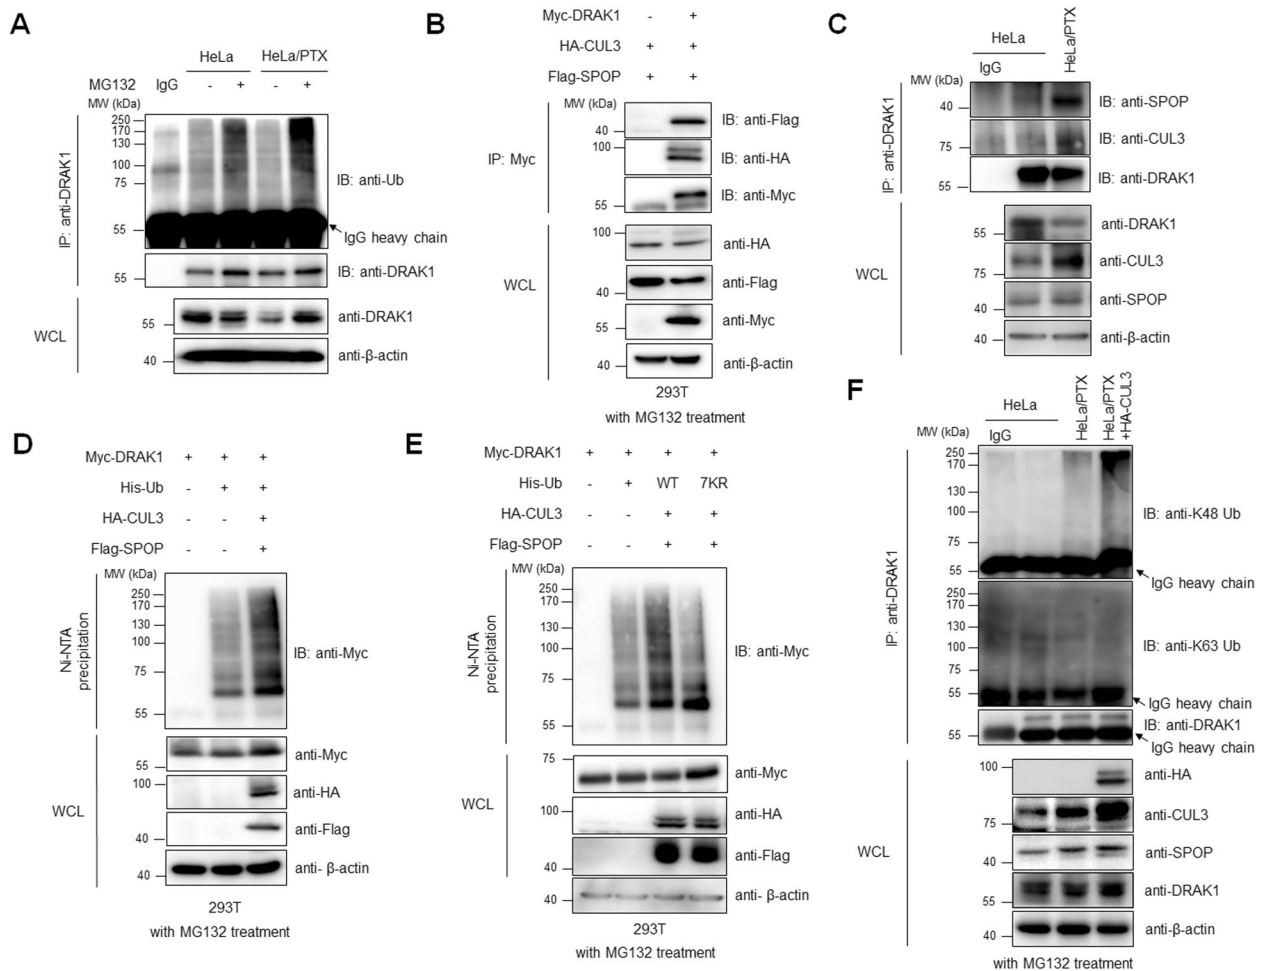 A
HeLa HeLa/PTX
MG132 IgG - + - +
MW (kDa)
250
170
130
100
75
55
IP: anti-DRAK1
IB: anti-Ub
IgG heavy chain
55
IB: anti-DRAK1
WCL
55
anti-DRAK1
40
anti-β-actin
B
Myc-DRAK1 - +
HA-CUL3 + +
Flag-SPOP + +
MW (kDa)
IP: Myc
40
IB: anti-Flag
100
IB: anti-HA
55
IB: anti-Myc
WCL
100
anti-HA
40
anti-Flag
55
anti-Myc
40
anti-β-actin
293T
with MG132 treatment
C
HeLa
IgG
HeLa/PTX
MW (kDa)
IP: anti-DRAK1
40
IB: anti-SPOP
75
IB: anti-CUL3
55
IB: anti-DRAK1
WCL
55
anti-DRAK1
75
anti-CUL3
40
anti-SPOP
40
anti-β-actin
D
Myc-DRAK1 + + +
His-Ub - + +
HA-CUL3 - - +
Flag-SPOP - - +
MW (kDa)
Ni-NTA
precipitation
250
170
130
100
75
55
IB: anti-Myc
WCL
55
anti-Myc
100
anti-HA
40
anti-Flag
40
anti- β-actin
293T
with MG132 treatment
E
Myc-DRAK1 + + + +
His-Ub - + WT 7KR
HA-CUL3 - - + +
Flag-SPOP - - + +
MW (kDa)
Ni-NTA
precipitation
250
170
130
100
75
55
IB: anti-Myc
WCL
75
anti-Myc
100
anti-HA
40
anti-Flag
40
anti- β-actin
293T
with MG132 treatment
F
HeLa
IgG
HeLa/PTX
HeLa/PTX
+HA-CUL3
MW (kDa)
IP: anti-DRAK1
250
170
130
100
75
55
IB: anti-K48 Ub
IgG heavy chain
250
170
130
100
75
55
IB: anti-K63 Ub
IgG heavy chain
55
IB: anti-DRAK1
IgG heavy chain
WCL
100
anti-HA
75
anti-CUL3
40
anti-SPOP
55
anti-DRAK1
40
anti-β-actin
with MG132 treatment